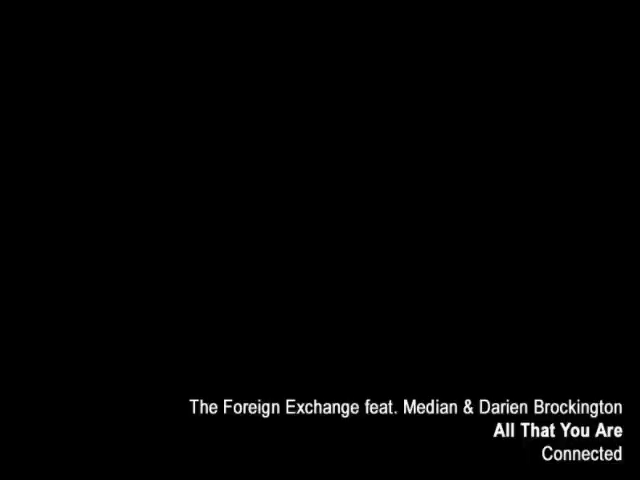 The Foreign Exchange feat. Median & Darien Brockington
All That You Are
Connected